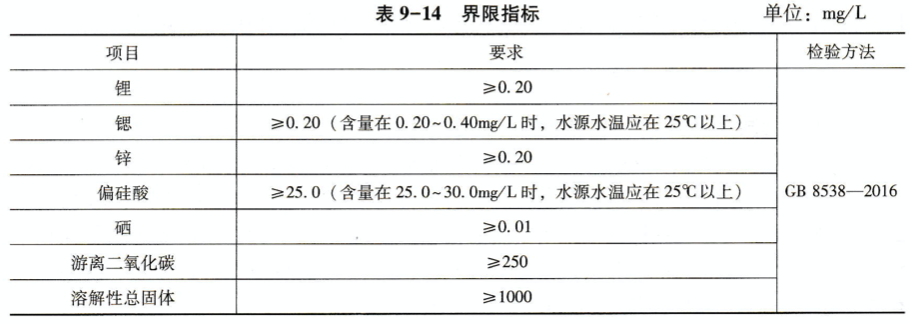 表 9-14 界限指标 单位：mg/L
项目 要求 检验方法
锂 ≥0.20
锶 ≥0.20（含量在 0.20~0.40mg/L 时，水源水温应在 25℃以上）
锌 ≥0.20
偏硅酸 ≥25.0（含量在 25.0~30.0mg/L 时，水源水温应在 25℃以上） GB 8538—2016
硒 ≥0.01
游离二氧化碳 ≥250
溶解性总固体 ≥1000